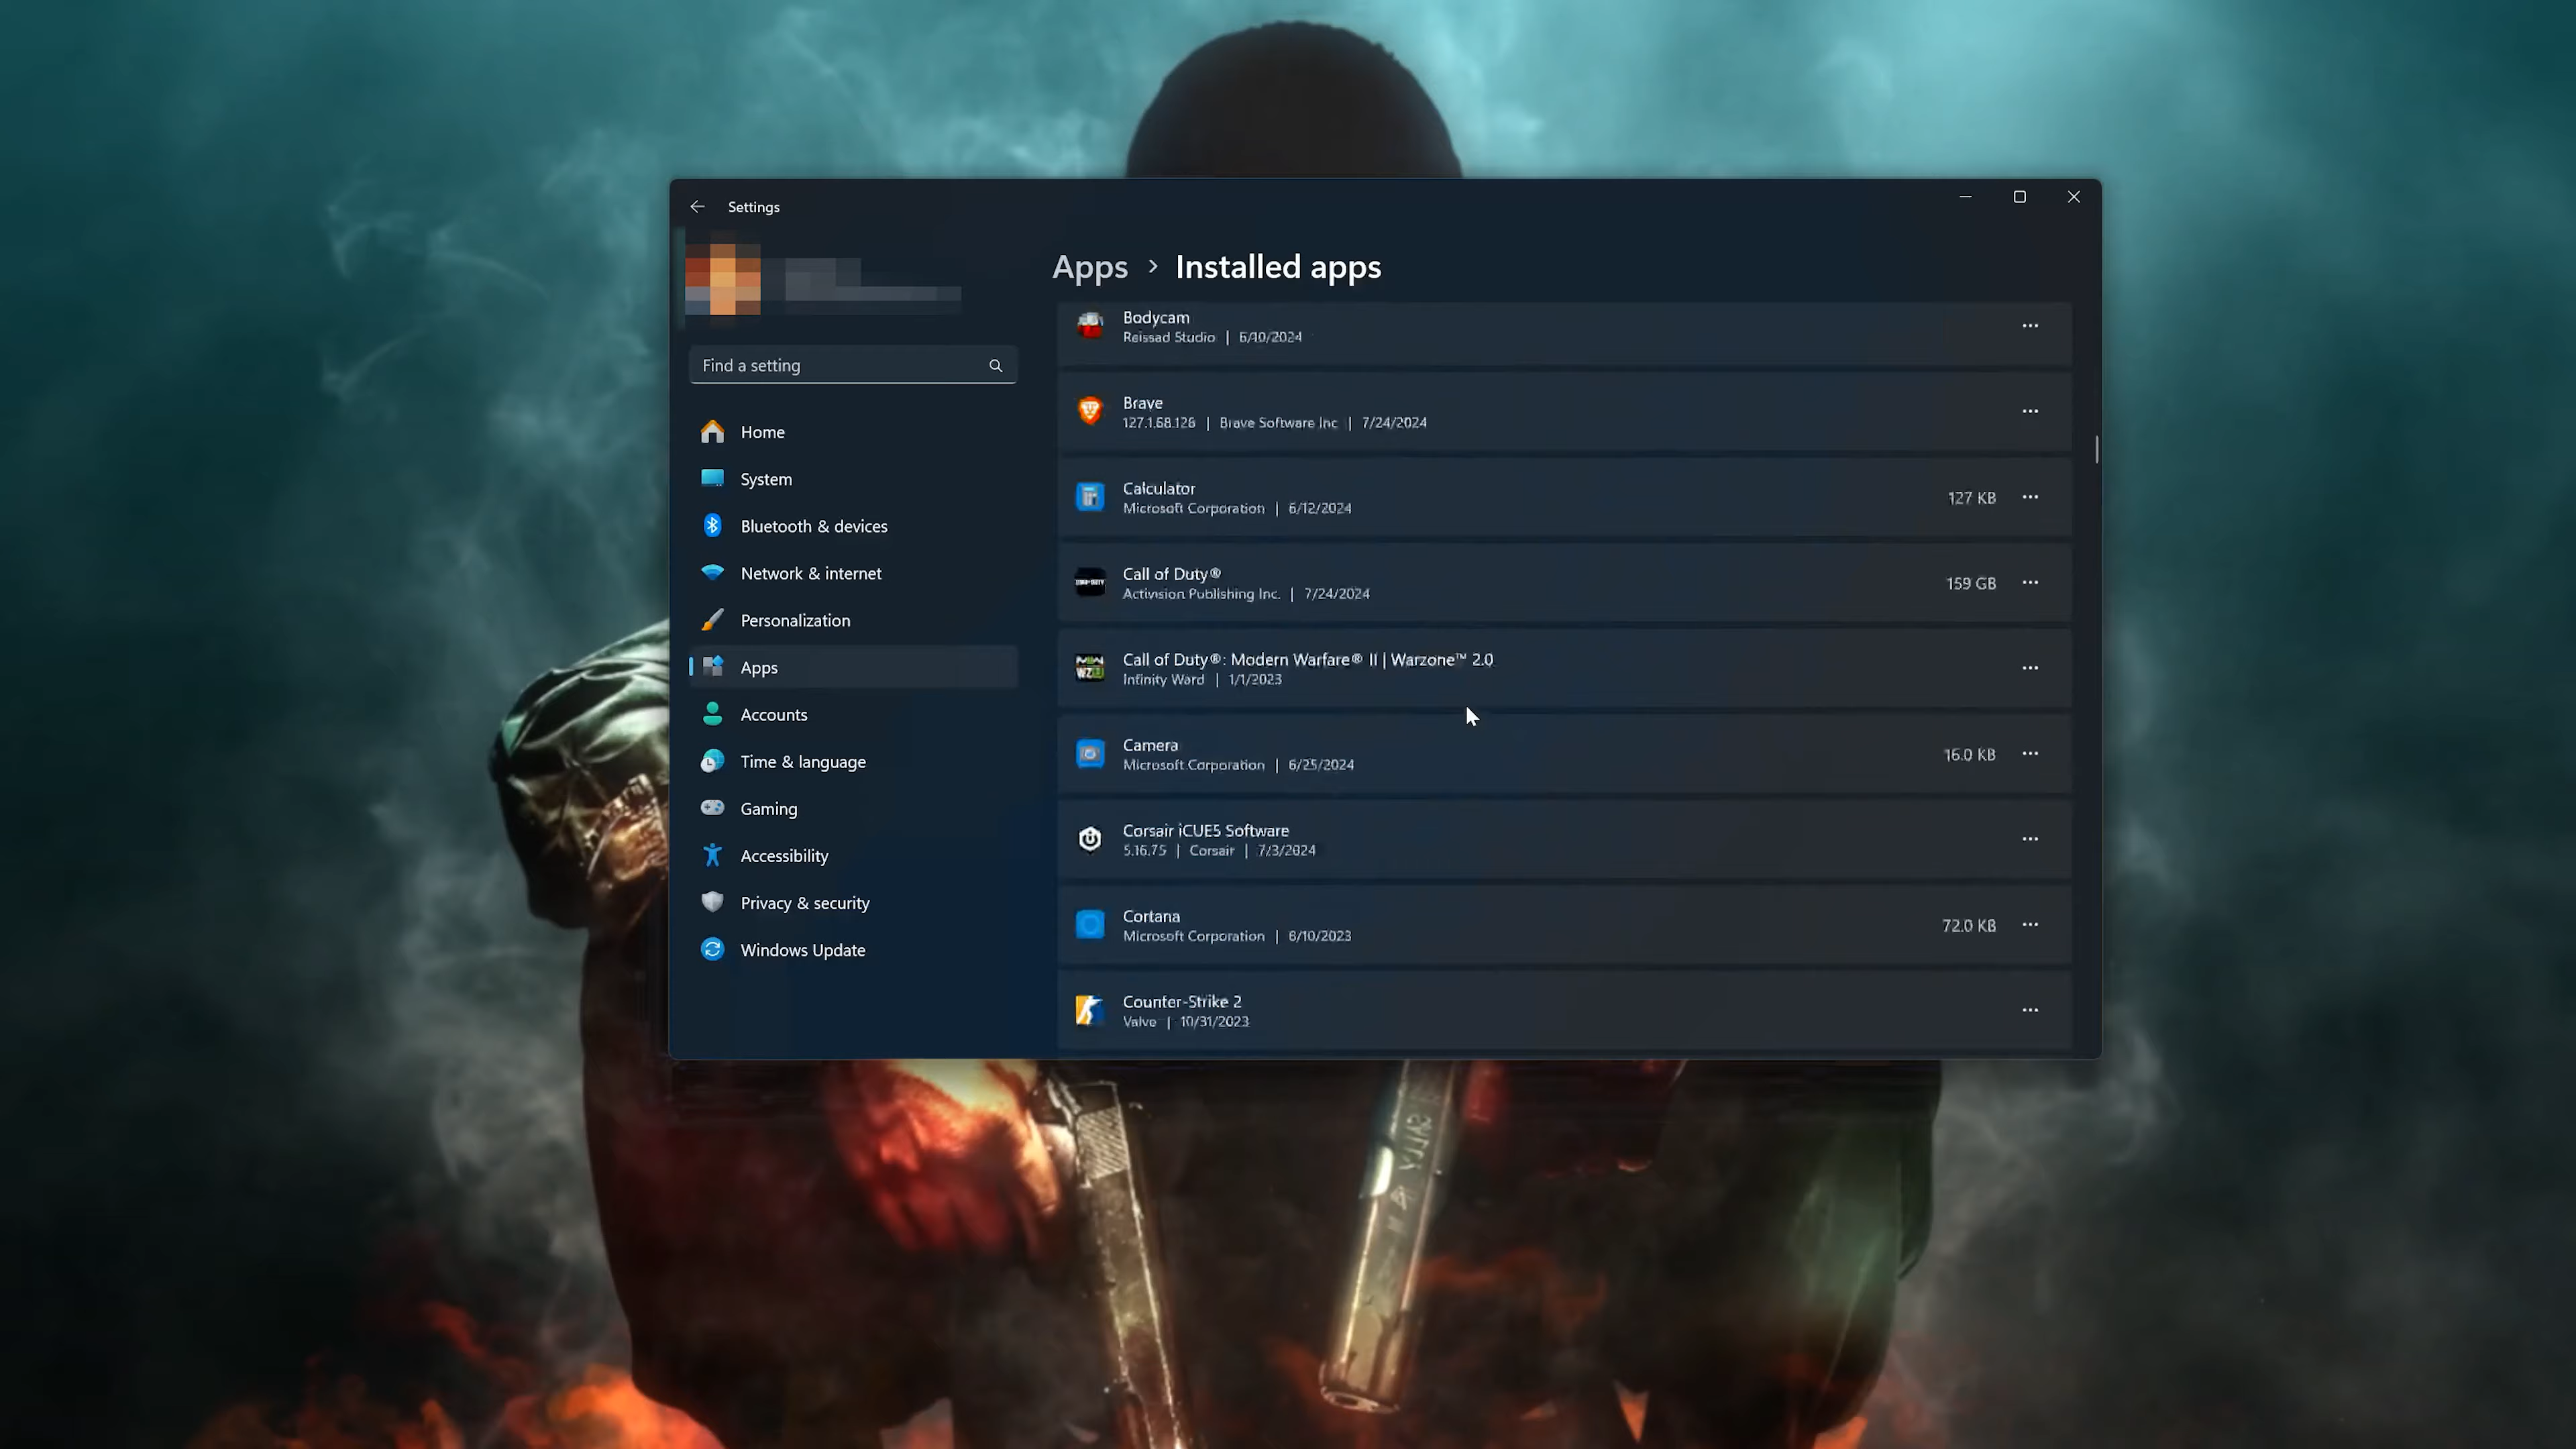 Settings
Find a setting
Home
System
Bluetooth & devices
Network & internet
Personalization
Apps
Accounts
Time & language
Gaming
Accessibility
Privacy & security
Windows Update
Apps > Installed apps
Bodycam
Reissad Studio | 6/10/2024
Brave
127.1.68.128 | Brave Software Inc | 7/24/2024
Calculator
Microsoft Corporation | 6/12/2024
127 KB
Call of Duty®
Activision Publishing Inc. | 7/24/2024
159 GB
Call of Duty®: Modern Warfare® II | Warzone™ 2.0
Infinity Ward | 1/1/2023
Camera
Microsoft Corporation | 6/25/2024
16.0 KB
Corsair iCUE5 Software
5.16.75 | Corsair | 7/3/2024
Cortana
Microsoft Corporation | 8/10/2023
72.0 KB
Counter-Strike 2
Valve | 10/31/2023